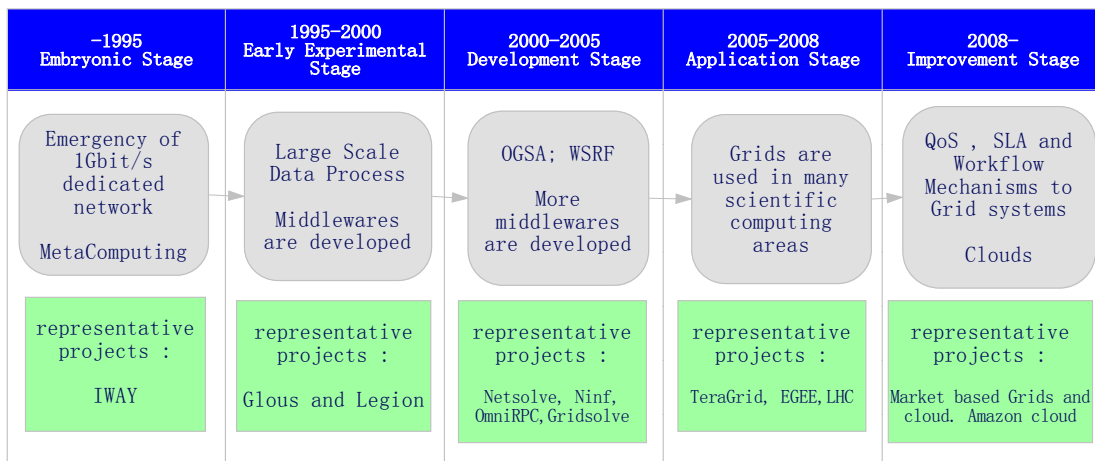 -1995
Embryonic Stage
1995-2000
Early Experimental
Stage
2000-2005
Development Stage
2005-2008
Application Stage
2008-
Improvement Stage
Emergency of
1Gbit/s
dedicated
network
MetaComputing
Large Scale
Data Process
Middlewares
are developed
OGSA; WSRF
More
middlewares
are developed
Grids are
used in many
scientific
computing
areas
QoS , SLA and
Workflow
Mechanisms to
Grid systems
Clouds
representative
projects :
IWAY
representative
projects :
Glous and Legion
representative
projects :
Netsolve, Ninf,
OmniRPC,Gridsolve
representative
projects :
TeraGrid, EGEE,LHC
representative
projects :
Market based Grids and
cloud. Amazon cloud